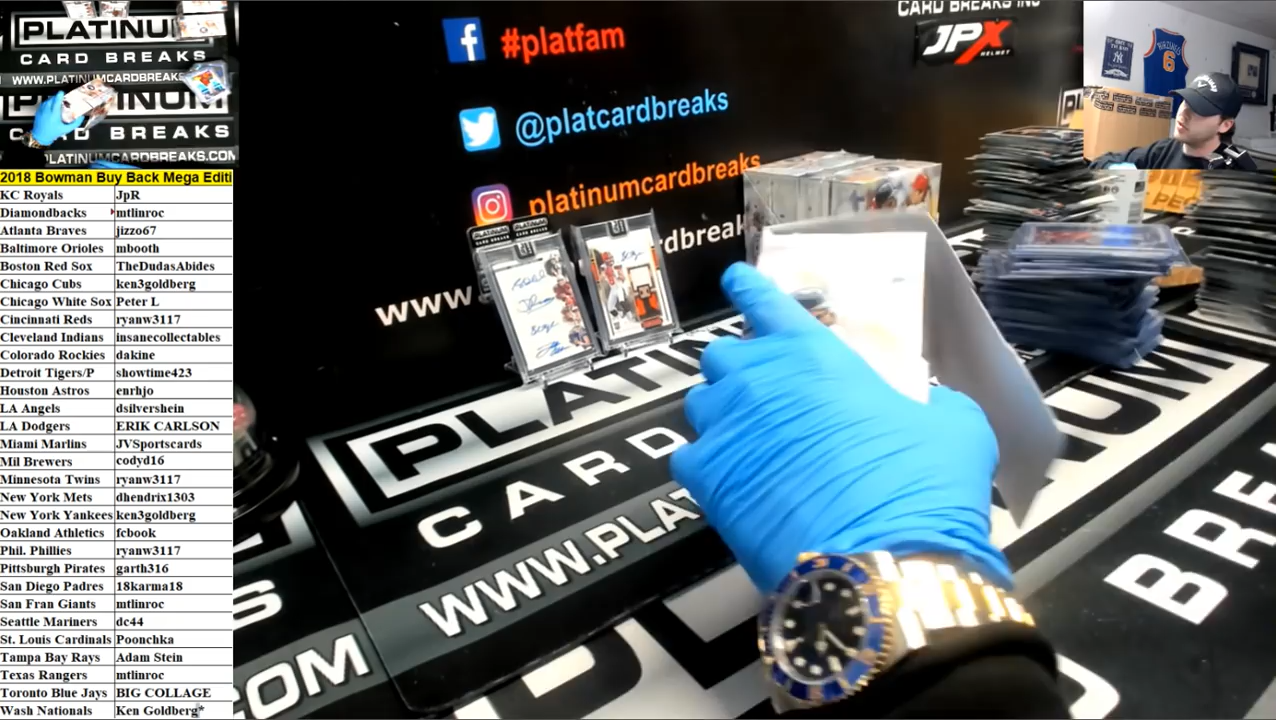 PLATINUM
CARD BREAKS
WWW.PLATINUMCARDBREAKS
CARD BREAKS
PLATINUMCARDBREAKS.COM
2018 Bowman Buy Back Mega Editi
KC Royals JpR
Diamondbacks mtlinroc
Atlanta Braves jizzo67
Baltimore Orioles mbooth
Boston Red Sox TheDudasAbides
Chicago Cubs ken3goldberg
Chicago White Sox Peter L
Cincinnati Reds ryanw3117
Cleveland Indians insanecollectables
Colorado Rockies dakine
Detroit Tigers/P showtime423
Houston Astros enrhjo
LA Angels dsilvershein
LA Dodgers ERIK CARLSON
Miami Marlins JVSportscards
Mil Brewers codyd16
Minnesota Twins ryanw3117
New York Mets dhendrix1303
New York Yankees ken3goldberg
Oakland Athletics fcbook
Phil. Phillies ryanw3117
Pittsburgh Pirates garth316
San Diego Padres 18karma18
San Fran Giants mtlinroc
Seattle Mariners dc44
St. Louis Cardinals Poonchka
Tampa Bay Rays Adam Stein
Texas Rangers mtlinroc
Toronto Blue Jays BIG COLLAGE
Wash Nationals Ken Goldberg*
f #platfam
@platcardbreaks
platinumcardbreaks
www
rdbreak
CARD BREAKS INC
JPX
HELMET
PLATIN
CARD
WWW.PLA
NUM
BRE
S
COM
6